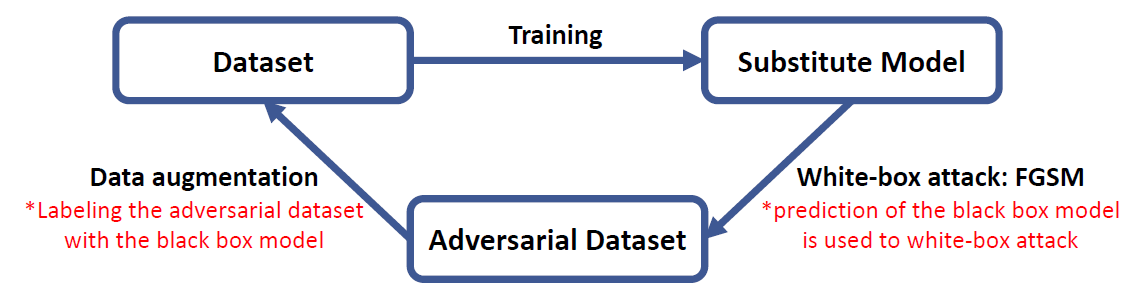 Training
Dataset
Substitute Model
Data augmentation
*Labeling the adversarial dataset
with the black box model
White-box attack: FGSM
*prediction of the black box model
is used to white-box attack
Adversarial Dataset